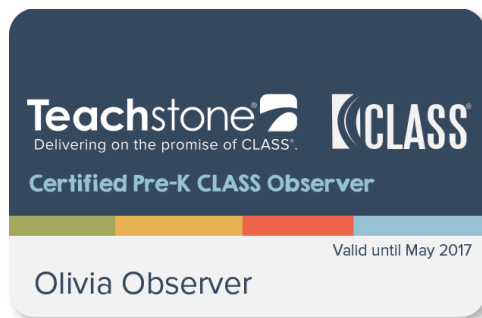 Teachstone®
CLASS®
Delivering on the promise of CLASS®.
Certified Pre-K CLASS Observer
Valid until May 2017
Olivia Observer